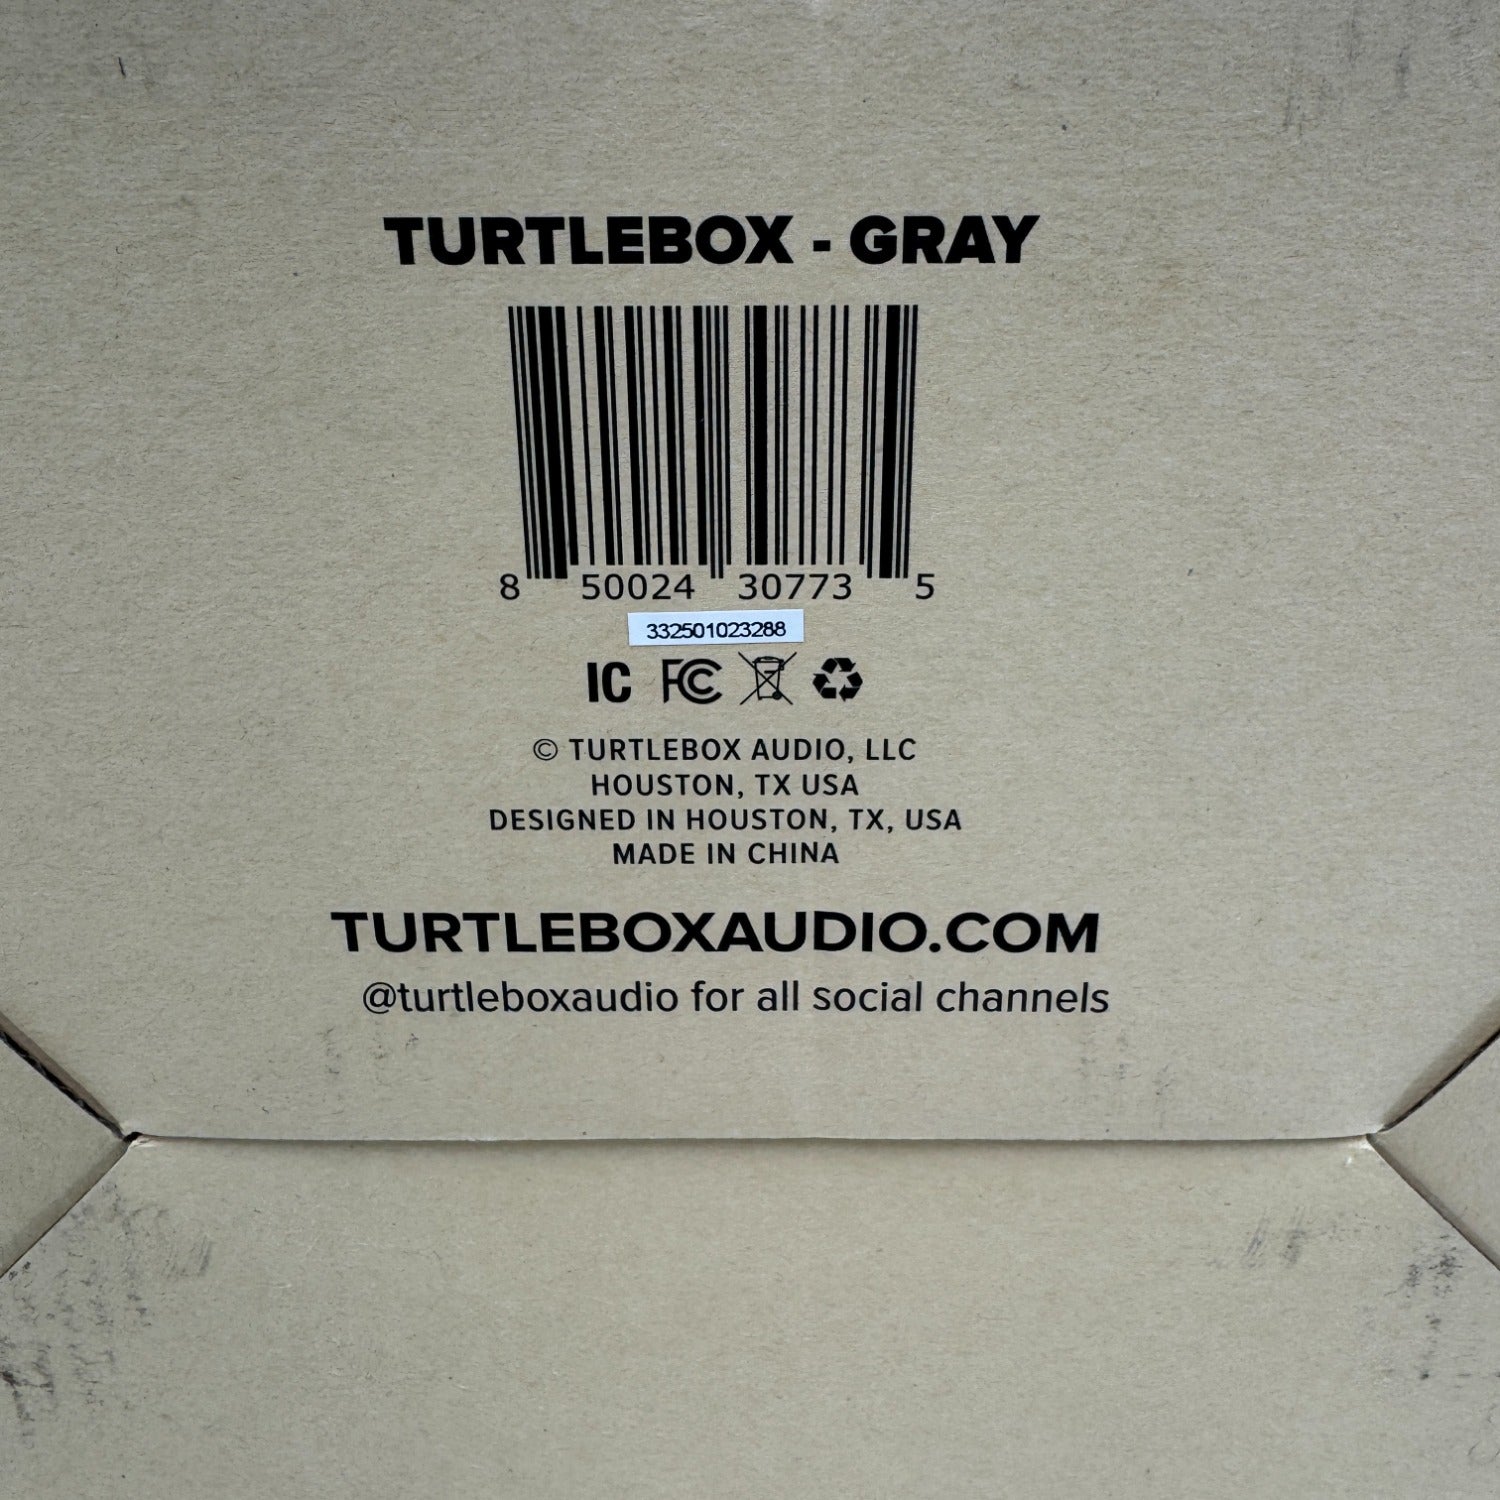 TURTLEBOX - GRAY
8 50024 30773 5
332501023288
IC FC
© TURTLEBOX AUDIO, LLC
HOUSTON, TX USA
DESIGNED IN HOUSTON, TX, USA
MADE IN CHINA
TURTLEBOXAUDIO.COM
@turtleboxaudio for all social channels